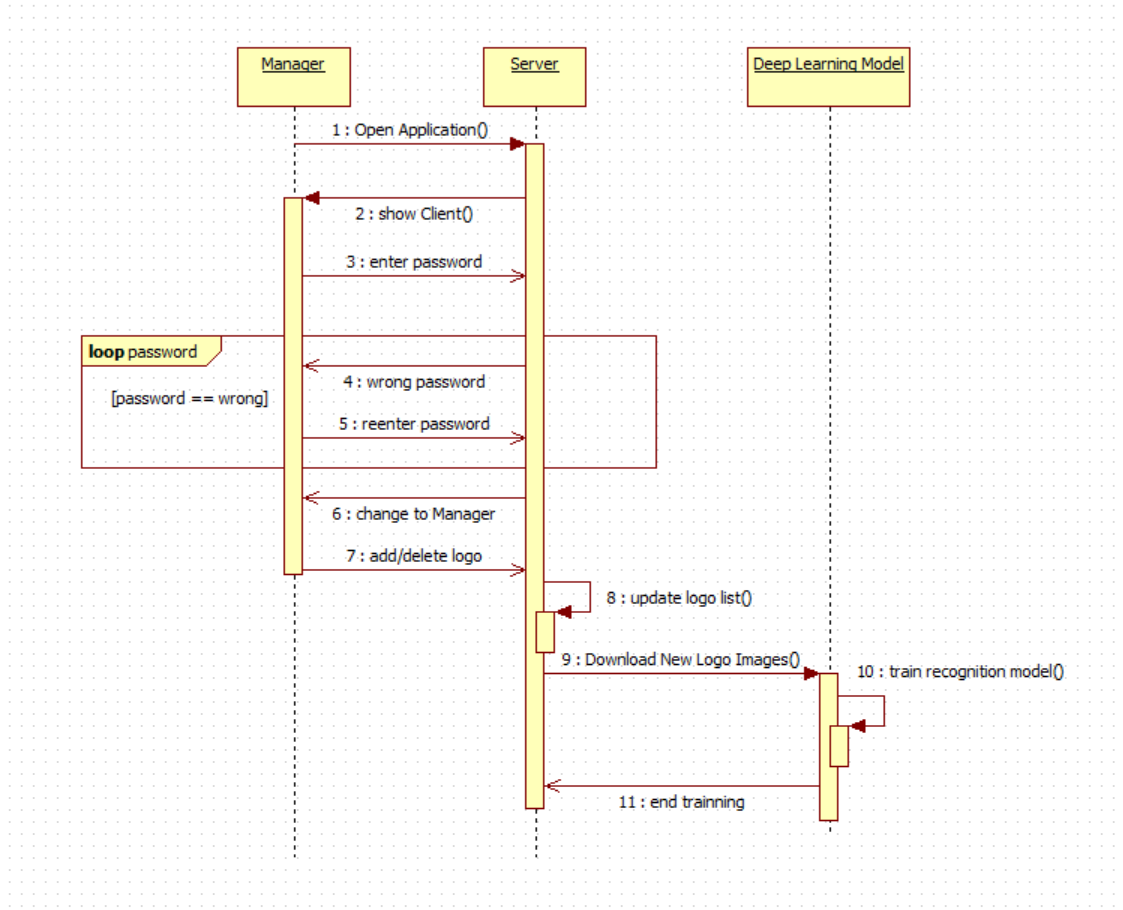 Manager
Server
Deep Learning Model
1 : Open Application()
2 : show Client()
3 : enter password
loop password
4 : wrong password
[password == wrong]
5 : reenter password
6 : change to Manager
7 : add/delete logo
8 : update logo list()
9 : Download New Logo Images()
10 : train recognition model()
11 : end trainning